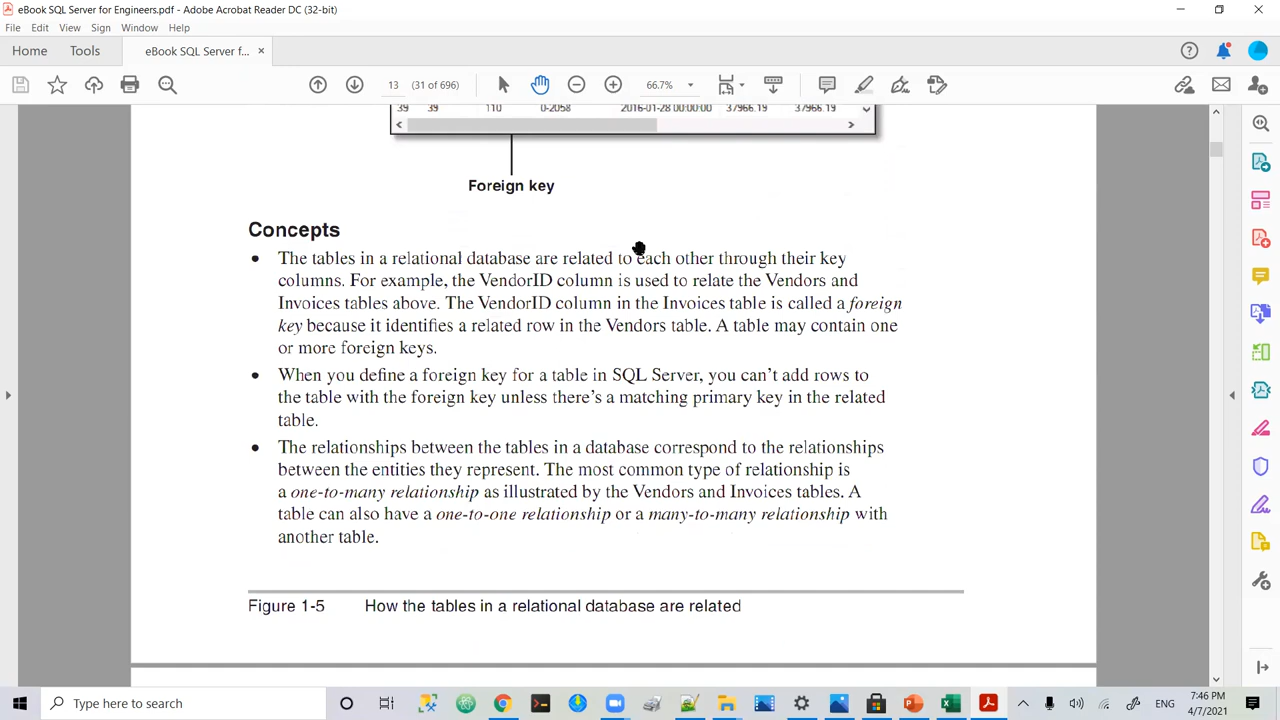 eBook SQL Server for Engineers.pdf - Adobe Acrobat Reader DC (32-bit)
File Edit View Sign Window Help
Home Tools eBook SQL Server f... ×
13 (31 of 696) 66.7%
39 39 110 0-2058 2016-01-28 00:00:00 37966.19 37966.19
Foreign key
Concepts
• The tables in a relational database are related to each other through their key
columns. For example, the VendorID column is used to relate the Vendors and
Invoices tables above. The VendorID column in the Invoices table is called a foreign
key because it identifies a related row in the Vendors table. A table may contain one
or more foreign keys.
• When you define a foreign key for a table in SQL Server, you can't add rows to
the table with the foreign key unless there's a matching primary key in the related
table.
• The relationships between the tables in a database correspond to the relationships
between the entities they represent. The most common type of relationship is
a one-to-many relationship as illustrated by the Vendors and Invoices tables. A
table can also have a one-to-one relationship or a many-to-many relationship with
another table.
Figure 1-5 How the tables in a relational database are related
Type here to search
ENG
7:46 PM
4/7/2021